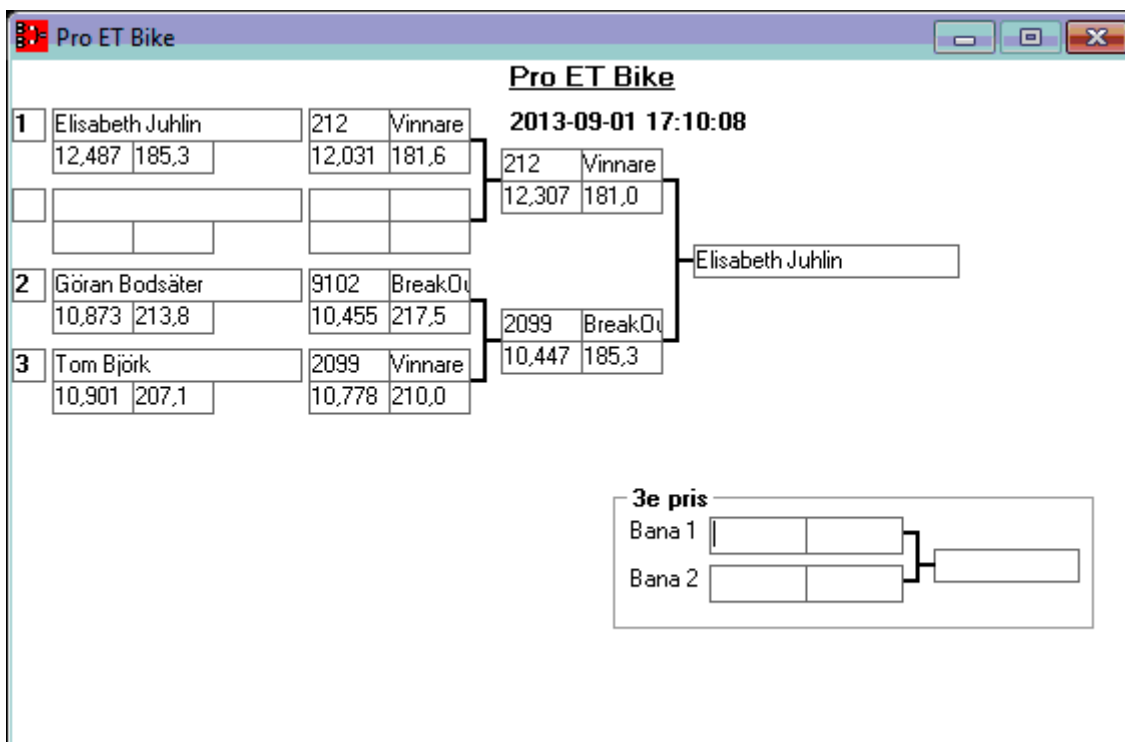 Pro ET Bike
Pro ET Bike
2013-09-01 17:10:08
1 Elisabeth Juhlin 212 Vinnare
12,487 185,3 12,031 181,6
212 Vinnare
12,307 181,0
Elisabeth Juhlin
2 Göran Bodsäter 9102 BreakOu
10,873 213,8 10,455 217,5
2099 BreakOu
10,447 185,3
3 Tom Björk 2099 Vinnare
10,901 207,1 10,778 210,0
3e pris
Bana 1
Bana 2